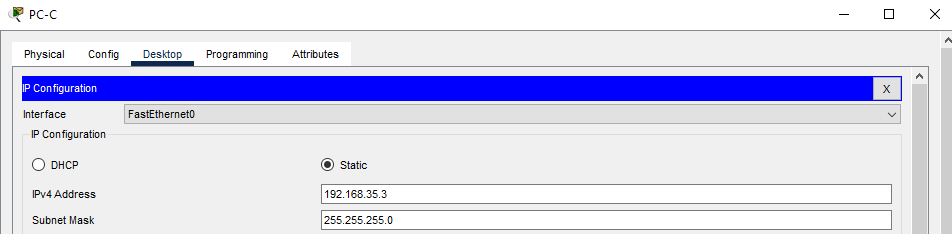 PC-C
Physical Config Desktop Programming Attributes
IP Configuration X
Interface FastEthernet0
IP Configuration
DHCP Static
IPv4 Address 192.168.35.3
Subnet Mask 255.255.255.0